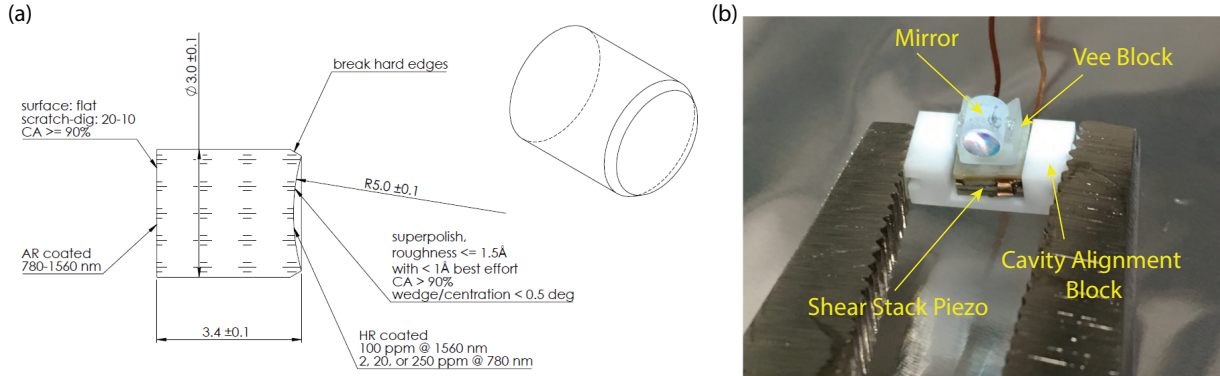 (a)
Ø 3.0 ±0.1
break hard edges
surface: flat
scratch-dig: 20-10
CA >= 90%
R5.0 ±0.1
AR coated
780-1560 nm
superpolish,
roughness <= 1.5Å
with < 1Å best effort
CA > 90%
wedge/centration < 0.5 deg
3.4 ±0.1
HR coated
100 ppm @ 1560 nm
2, 20, or 250 ppm @ 780 nm
(b)
Mirror
Vee Block
Cavity Alignment
Block
Shear Stack Piezo